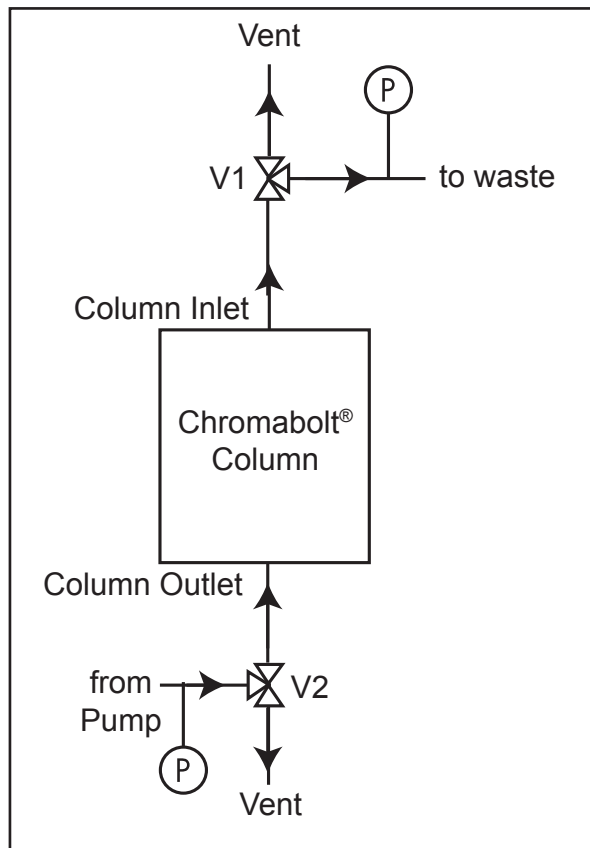 Vent
P
V1
to waste
Column Inlet
Chromabolt®
Column
Column Outlet
from
Pump
V2
P
Vent